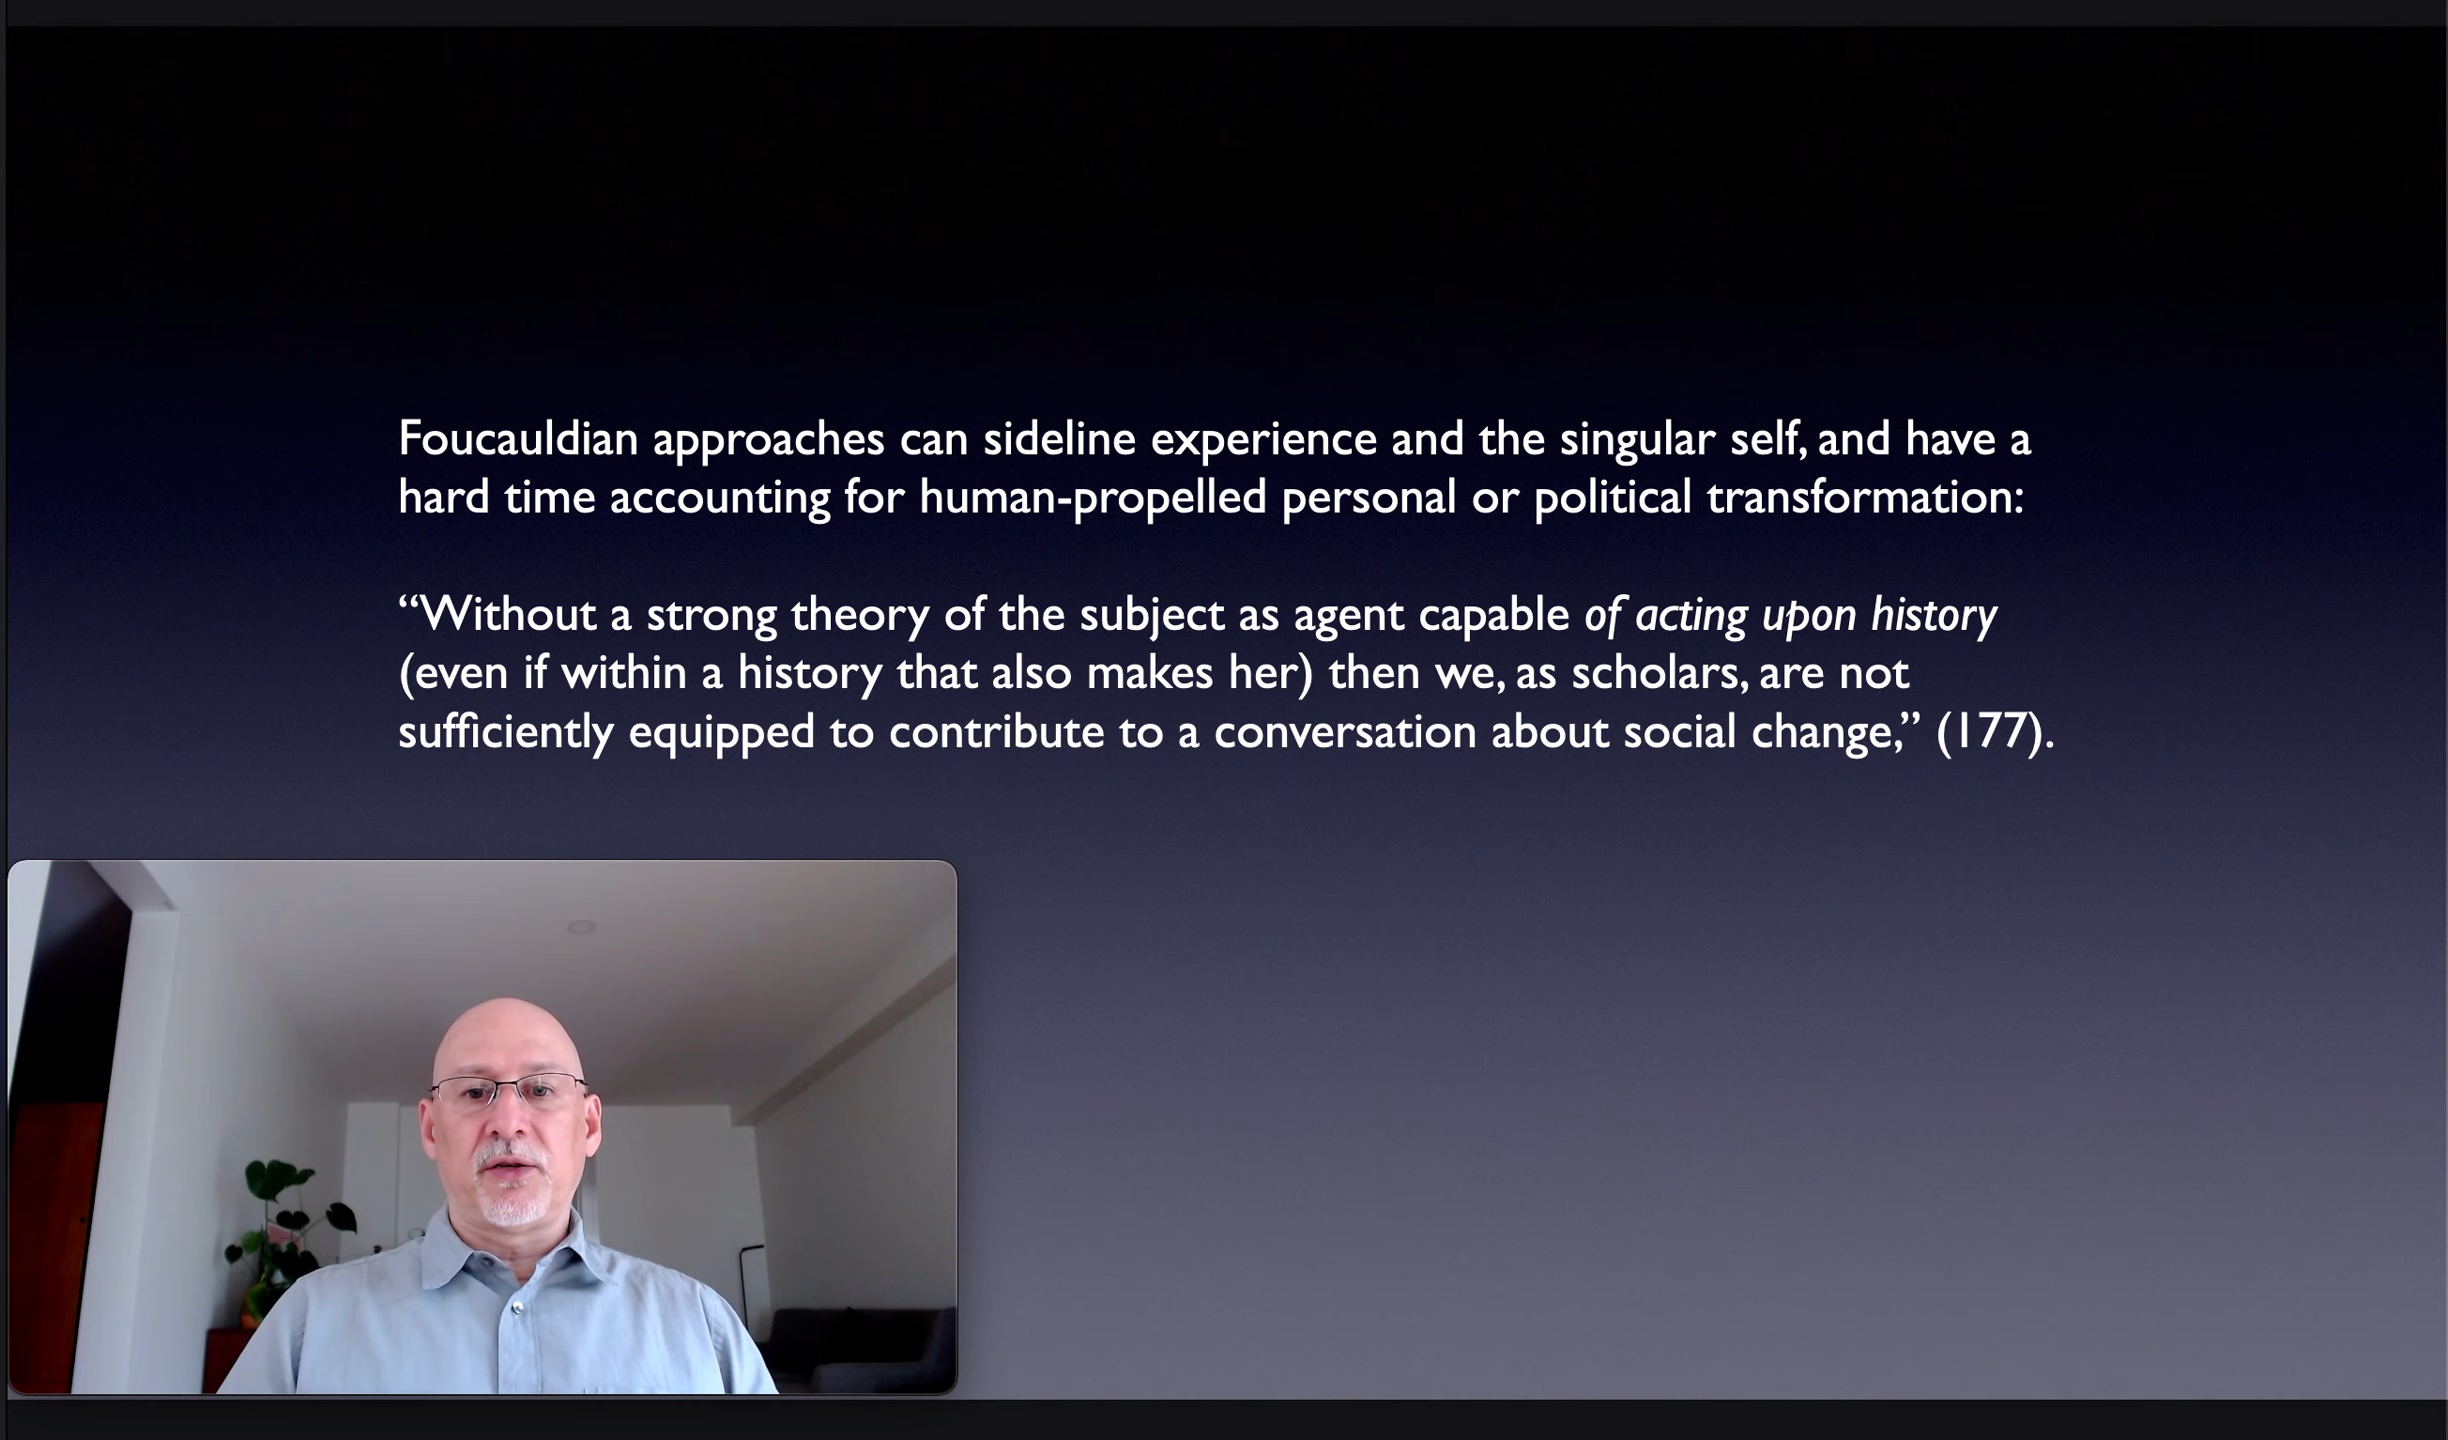 Foucauldian approaches can sideline experience and the singular self, and have a
hard time accounting for human-propelled personal or political transformation:
“Without a strong theory of the subject as agent capable of acting upon history
(even if within a history that also makes her) then we, as scholars, are not
sufficiently equipped to contribute to a conversation about social change,” (177).